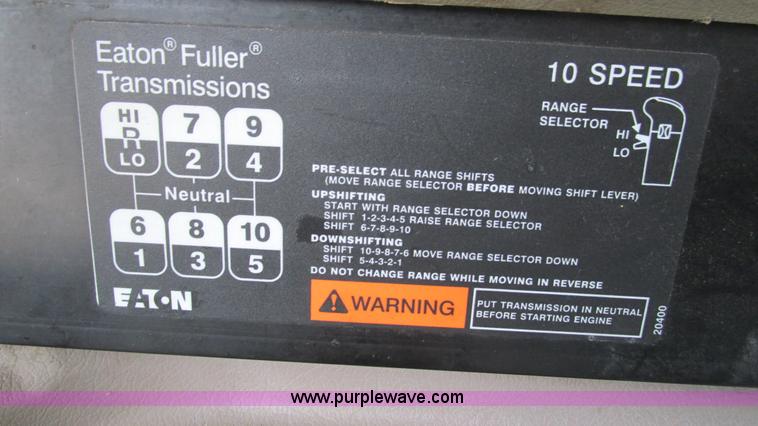 Eaton® Fuller®
Transmissions
10 SPEED
HI
R
LO
7
2
9
4
Neutral
6
1
8
3
10
5
RANGE
SELECTOR
HI
LO
PRE-SELECT ALL RANGE SHIFTS
(MOVE RANGE SELECTOR BEFORE MOVING SHIFT LEVER)
UPSHIFTING
START WITH RANGE SELECTOR DOWN
SHIFT 1-2-3-4-5 RAISE RANGE SELECTOR
SHIFT 6-7-8-9-10
DOWNSHIFTING
SHIFT 10-9-8-7-6 MOVE RANGE SELECTOR DOWN
SHIFT 5-4-3-2-1
DO NOT CHANGE RANGE WHILE MOVING IN REVERSE
EATON
WARNING
PUT TRANSMISSION IN NEUTRAL
BEFORE STARTING ENGINE
20400
www.purplewave.com